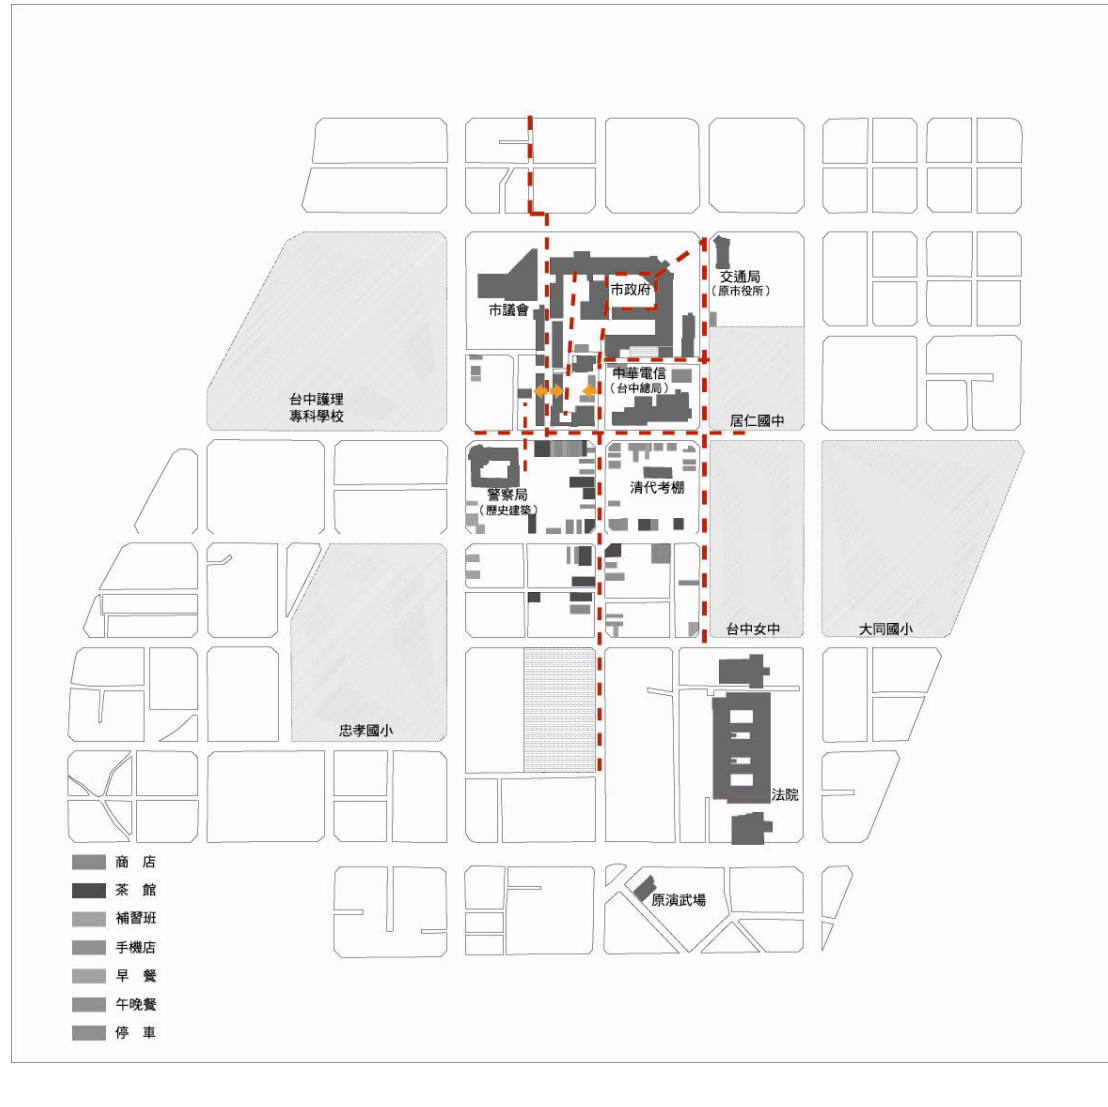 交通局
（原市役所）
市政府
市議會
中華電信
（台中總局）
台中護理
專科學校
居仁國中
警察局
（歷史建築）
清代考棚
台中女中
大同國小
忠孝國小
法院
原演武場
商 店
茶 館
補習班
手機店
早 餐
午晚餐
停 車